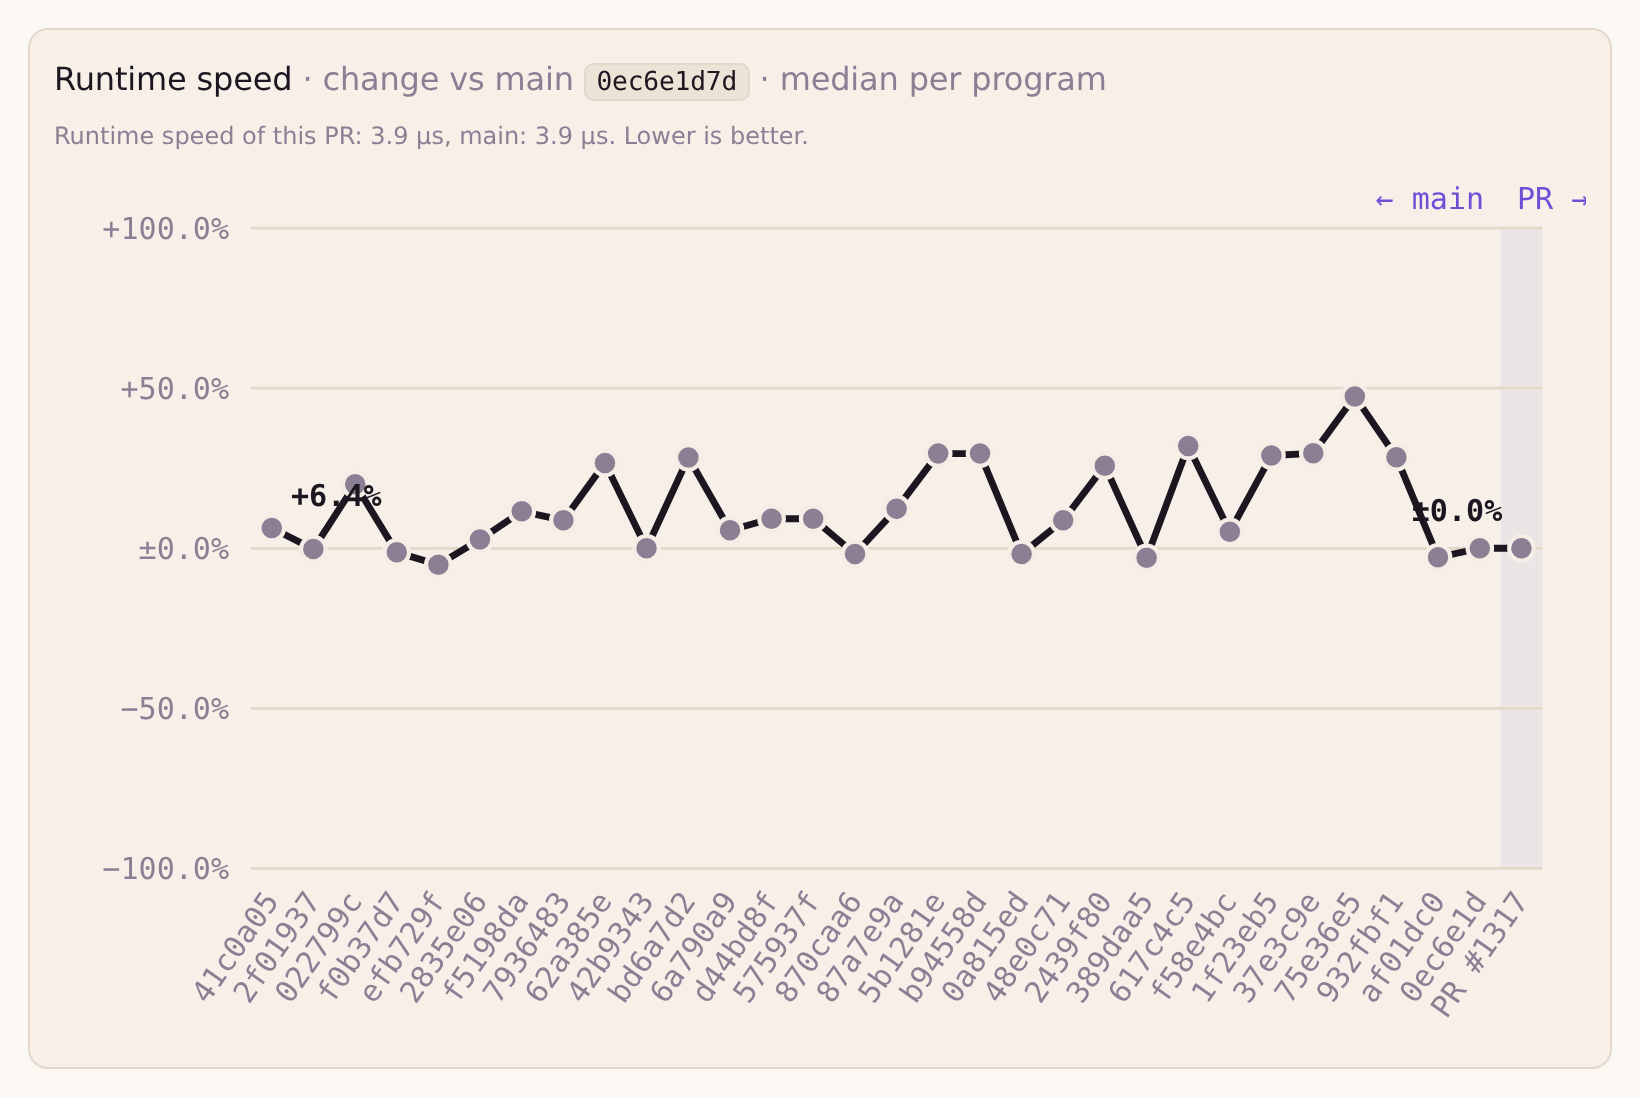 Runtime speed · change vs main 0ec6e1d7d · median per program
Runtime speed of this PR: 3.9 µs, main: 3.9 µs. Lower is better.
← main PR →
+100.0%
+50.0%
+6.4%
±0.0%
±0.0%
−50.0%
−100.0%
41c0a05
2f01937
022799c
f0b37d7
efb729f
2835e06
f5198da
7936483
62a385e
42b9343
bd6a7d2
6a790a9
d44bd8f
575937f
870caa6
87a7e9a
5b1281e
b94558d
0a815ed
48e0c71
2439f80
389daa5
617c4c5
f58e4bc
1f23eb5
37e3c9e
75e36e5
932fbf1
af01dc0
0ec6e1d
PR #1317